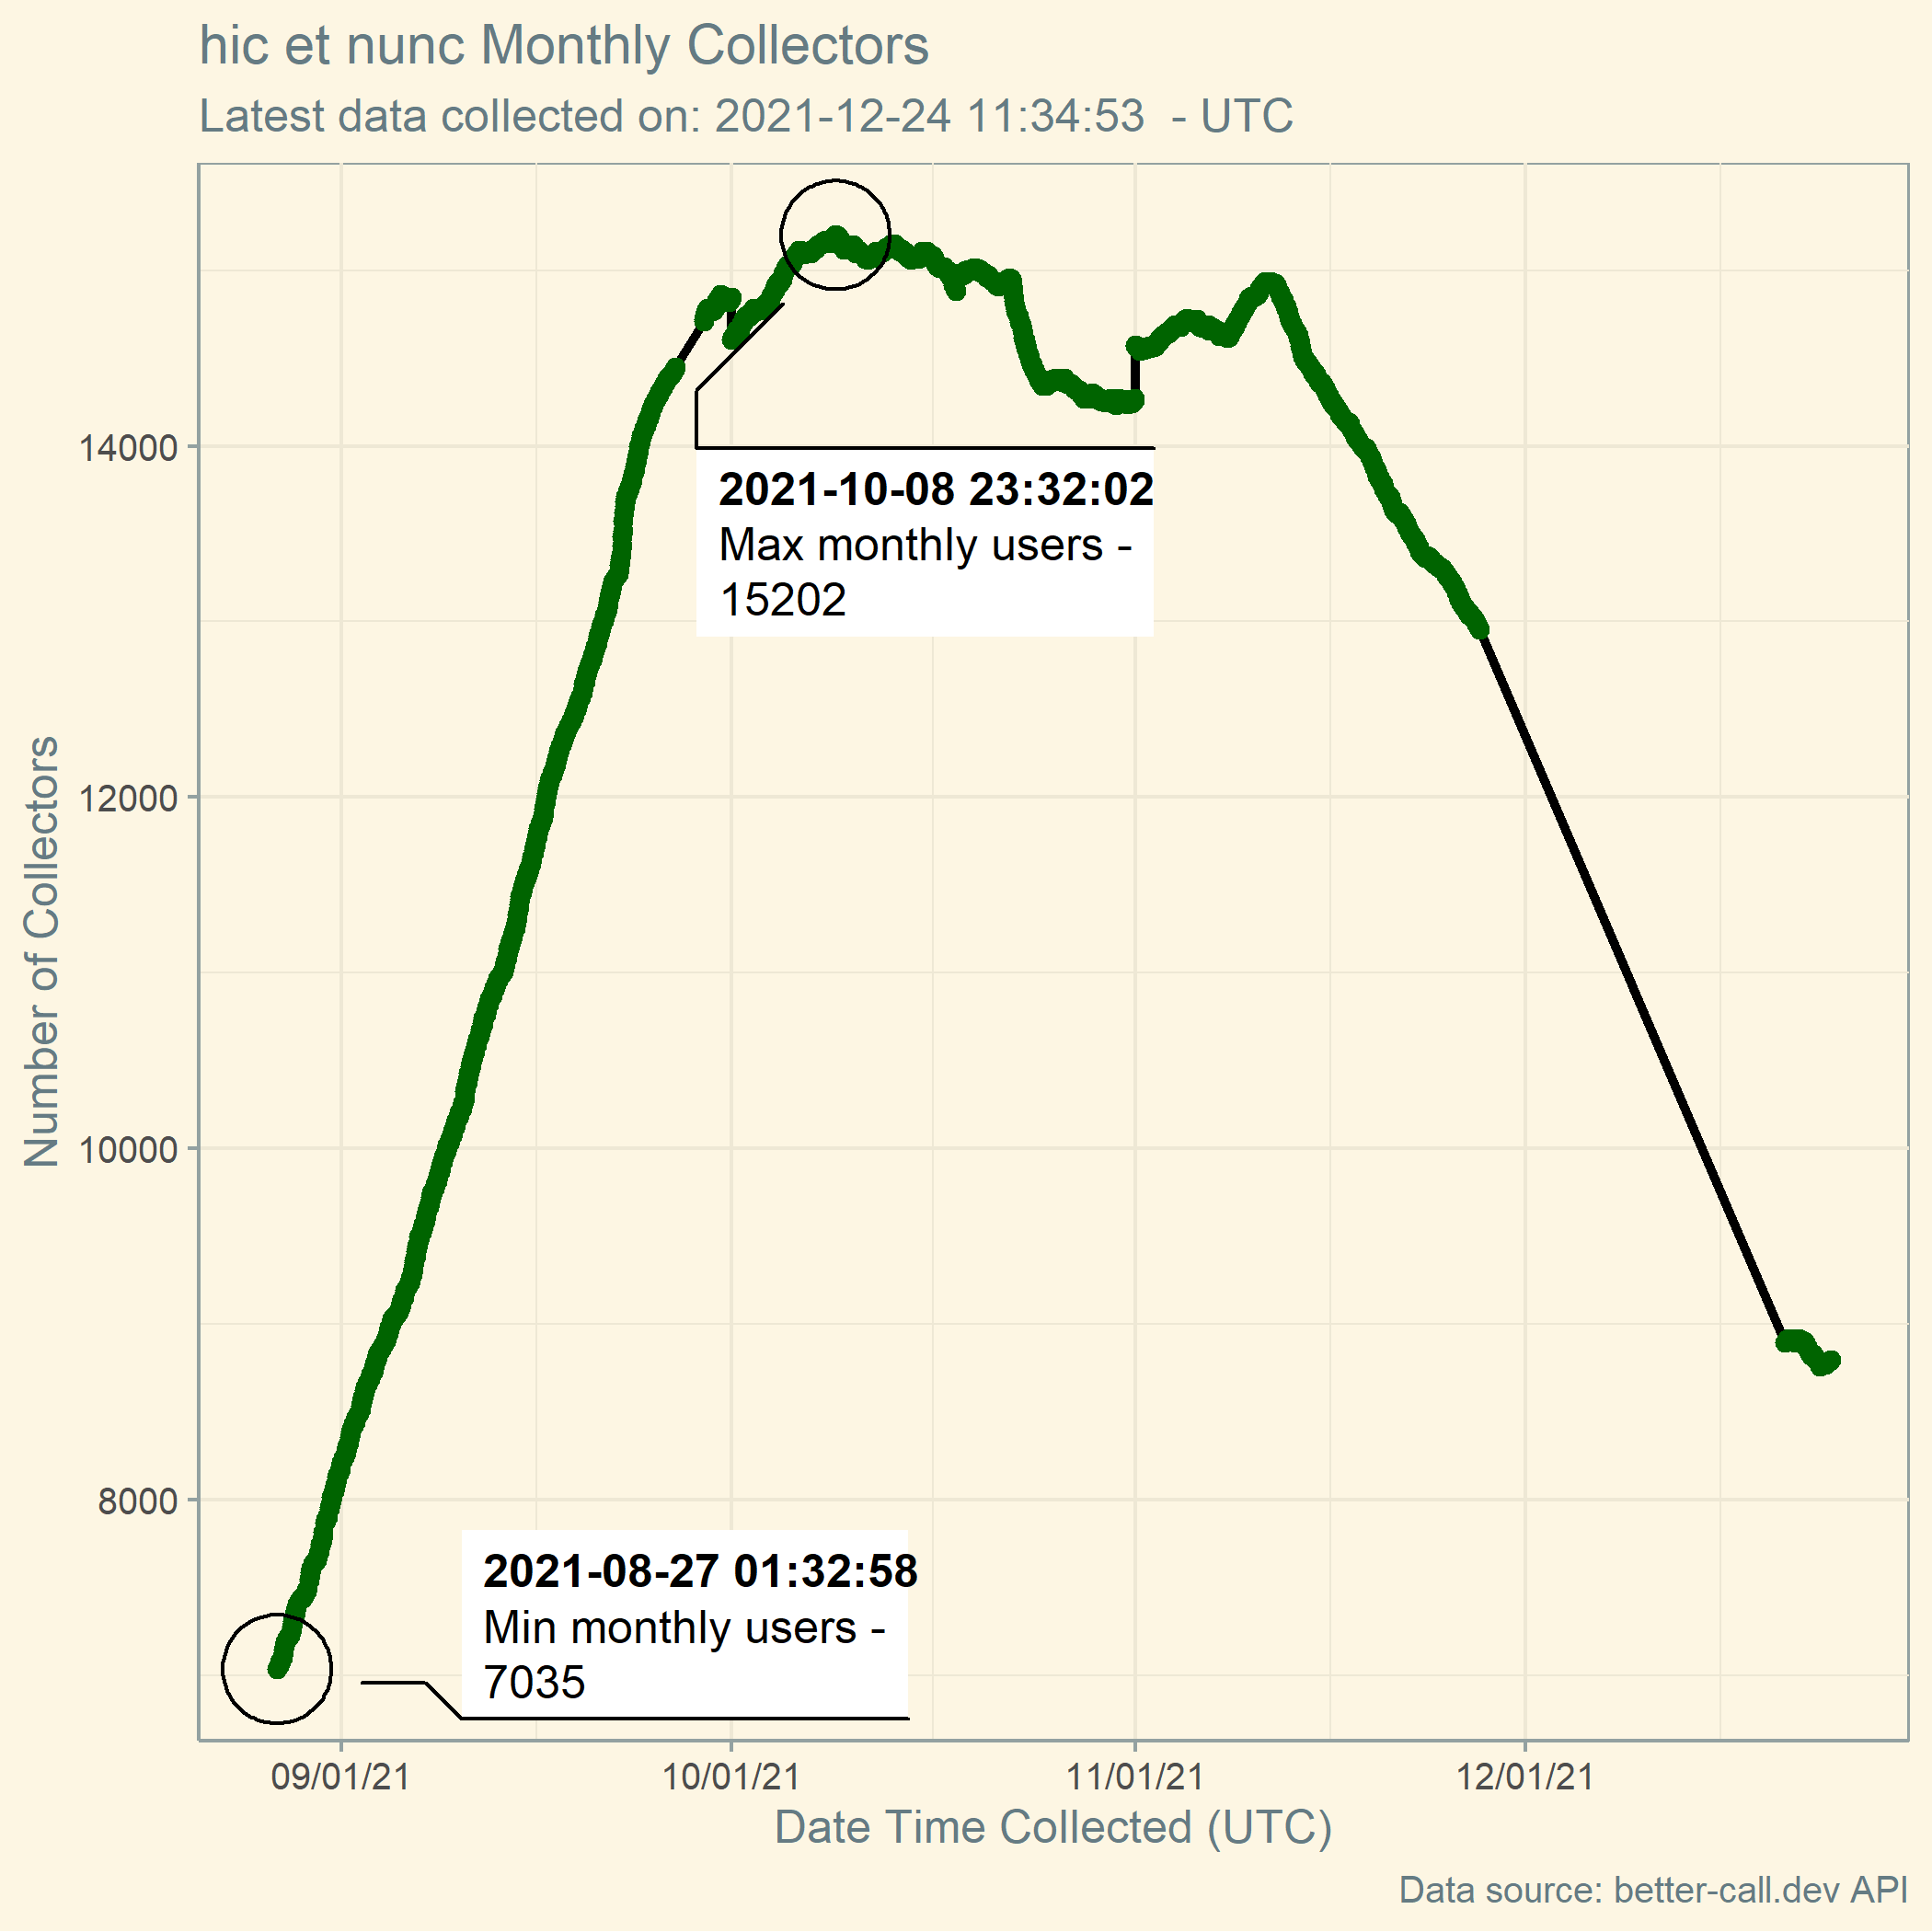 hic et nunc Monthly Collectors
Latest data collected on: 2021-12-24 11:34:53  - UTC
14000
12000
10000
8000
Number of Collectors
2021-10-08 23:32:02
Max monthly users -
15202
2021-08-27 01:32:58
Min monthly users -
7035
09/01/21
10/01/21
11/01/21
12/01/21
Date Time Collected (UTC)
Data source: better-call.dev API